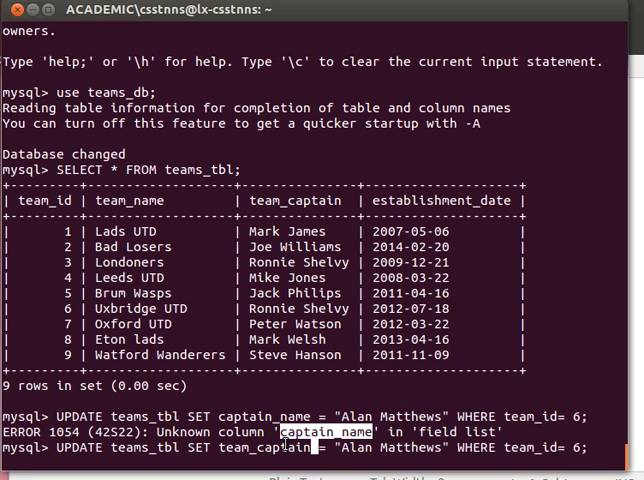 ACADEMIC\csstnns@lx-csstnns: ~
owners.
Type 'help;' or '\h' for help. Type '\c' to clear the current input statement.
mysql> use teams_db;
Reading table information for completion of table and column names
You can turn off this feature to get a quicker startup with -A
Database changed
mysql> SELECT * FROM teams_tbl;
+---------+------------------+---------------+--------------------+
| team_id | team_name | team_captain | establishment_date |
+---------+------------------+---------------+--------------------+
| 1 | Lads UTD | Mark James | 2007-05-06 |
| 2 | Bad Losers | Joe Williams | 2014-02-20 |
| 3 | Londoners | Ronnie Shelvy | 2009-12-21 |
| 4 | Leeds UTD | Mike Jones | 2008-03-22 |
| 5 | Brum Wasps | Jack Philips | 2011-04-16 |
| 6 | Uxbridge UTD | Ronnie Shelvy | 2012-07-18 |
| 7 | Oxford UTD | Peter Watson | 2012-03-22 |
| 8 | Eton lads | Mark Welsh | 2013-04-16 |
| 9 | Watford Wanderers | Steve Hanson | 2011-11-09 |
+---------+------------------+---------------+--------------------+
9 rows in set (0.00 sec)
mysql> UPDATE teams_tbl SET captain_name = "Alan Matthews" WHERE team_id= 6;
ERROR 1054 (42S22): Unknown column 'captain_name' in 'field list'
mysql> UPDATE teams_tbl SET team_captain = "Alan Matthews" WHERE team_id= 6;